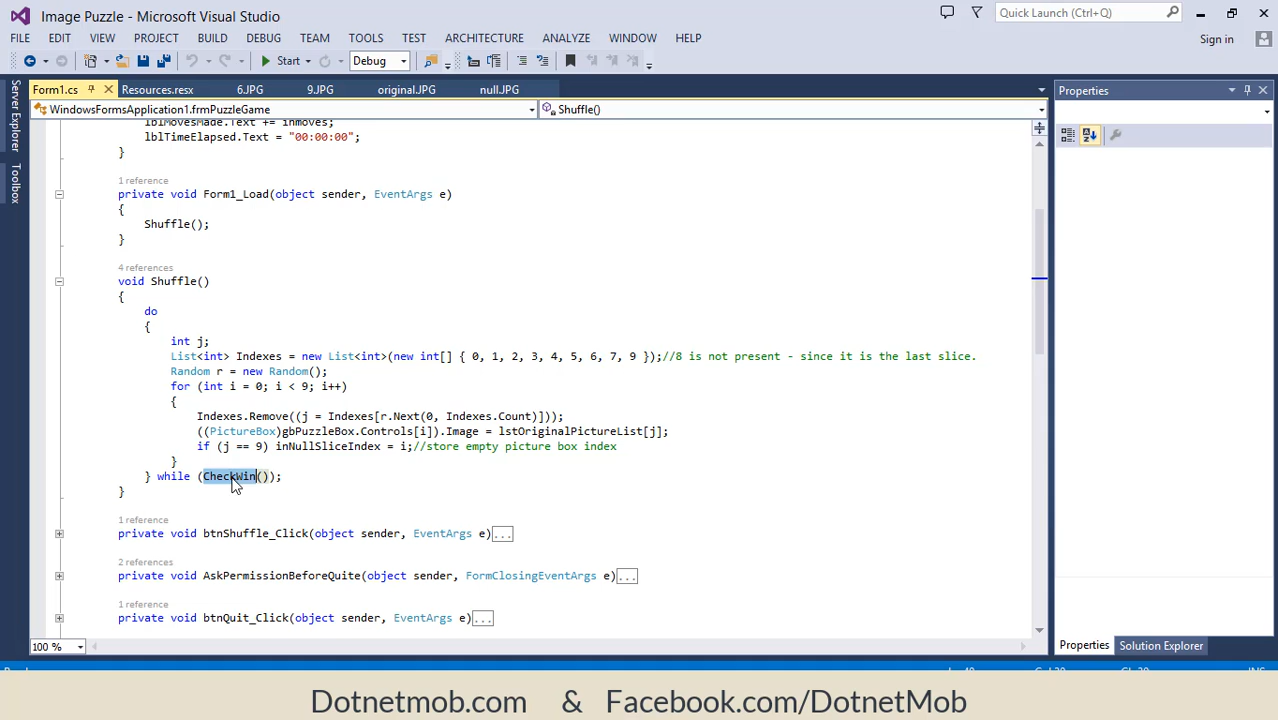 Image Puzzle - Microsoft Visual Studio
Quick Launch (Ctrl+Q)
FILE EDIT VIEW PROJECT BUILD DEBUG TEAM TOOLS TEST ARCHITECTURE ANALYZE WINDOW HELP
Sign in
Start Debug
Form1.cs Resources.resx 6.JPG 9.JPG original.JPG null.JPG
Properties
WindowsFormsApplication1.frmPuzzleGame Shuffle()
Server Explorer
Toolbox
lblMovesMade.Text += inmoves;
lblTimeElapsed.Text = "00:00:00";
}
1 reference
private void Form1_Load(object sender, EventArgs e)
{
Shuffle();
}
4 references
void Shuffle()
{
do
{
int j;
List<int> Indexes = new List<int>(new int[] { 0, 1, 2, 3, 4, 5, 6, 7, 9 });//8 is not present - since it is the last slice.
Random r = new Random();
for (int i = 0; i < 9; i++)
{
Indexes.Remove((j = Indexes[r.Next(0, Indexes.Count)]));
((PictureBox)gbPuzzleBox.Controls[i]).Image = lstOriginalPictureList[j];
if (j == 9) inNullSliceIndex = i;//store empty picture box index
}
} while (CheckWin());
}
1 reference
private void btnShuffle_Click(object sender, EventArgs e)...
2 references
private void AskPermissionBeforeQuite(object sender, FormClosingEventArgs e)...
1 reference
private void btnQuit_Click(object sender, EventArgs e)...
100 %
Properties Solution Explorer
Dotnetmob.com & Facebook.com/DotnetMob